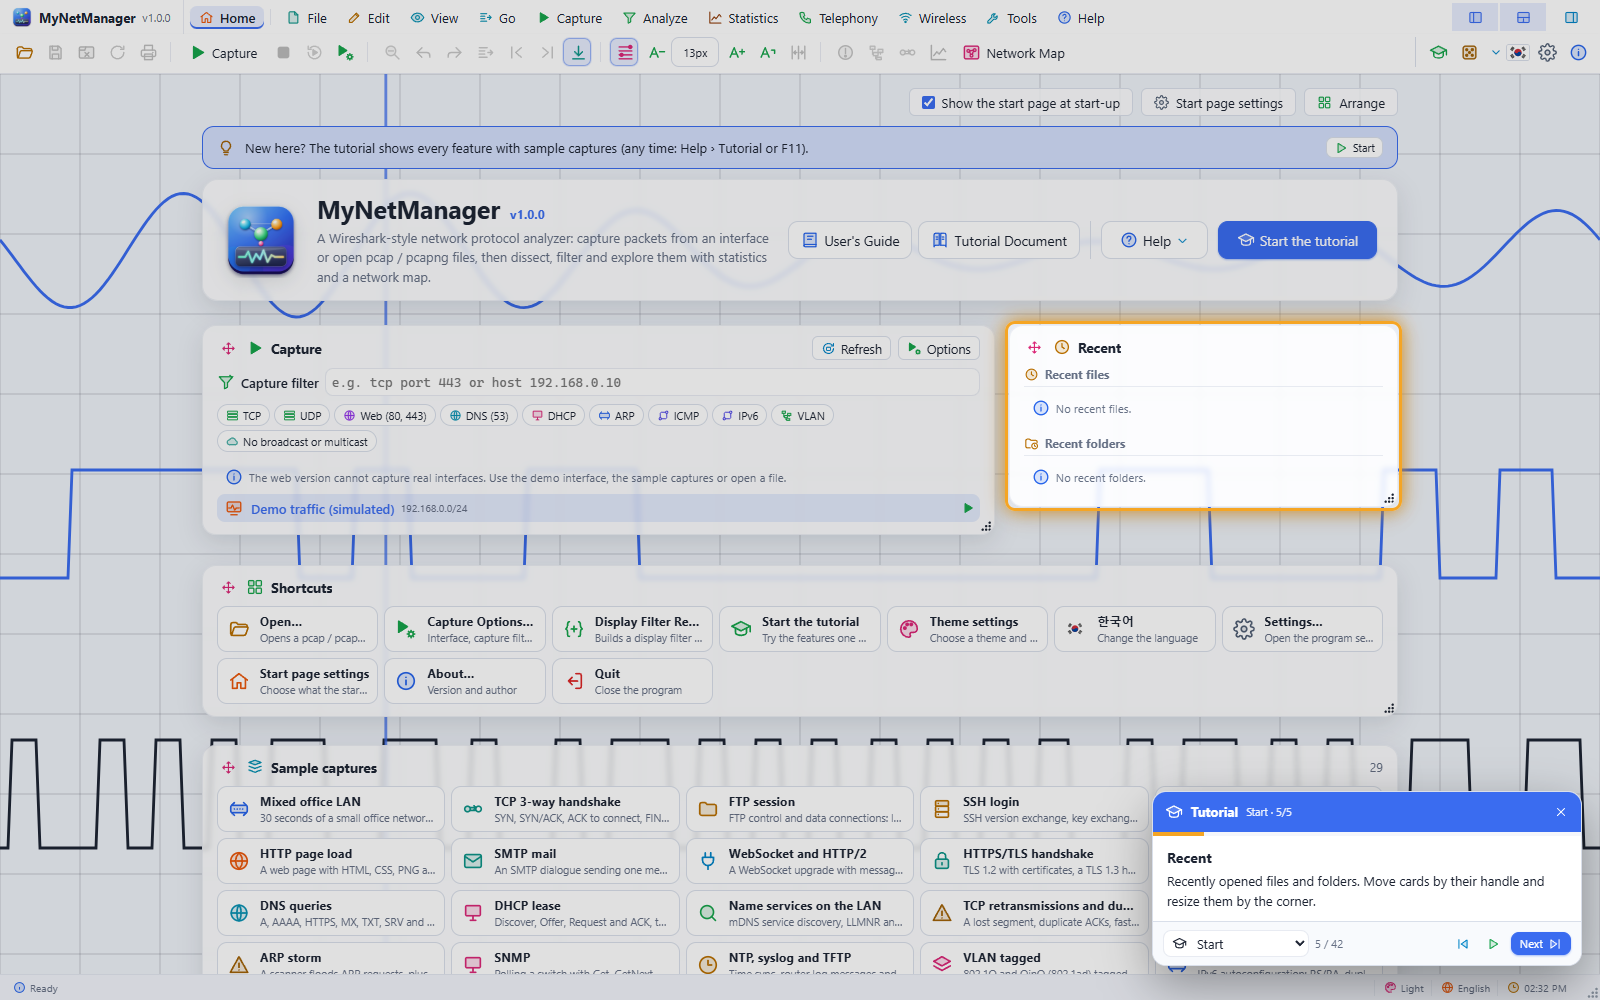 MyNetManager v1.0.0
Home File Edit View Go Capture Analyze Statistics Telephony Wireless Tools Help
Capture A− 13px A+ A Network Map
Show the start page at start-up Start page settings Arrange
New here? The tutorial shows every feature with sample captures (any time: Help › Tutorial or F11). Start
MyNetManager v1.0.0
A Wireshark-style network protocol analyzer: capture packets from an interface
or open pcap / pcapng files, then dissect, filter and explore them with statistics
and a network map.
User's Guide Tutorial Document Help Start the tutorial
Capture Refresh Options
Capture filter e.g. tcp port 443 or host 192.168.0.10
TCP UDP Web (80, 443) DNS (53) DHCP ARP ICMP IPv6 VLAN
No broadcast or multicast
The web version cannot capture real interfaces. Use the demo interface, the sample captures or open a file.
Demo traffic (simulated) 192.168.0.0/24
Recent
Recent files
No recent files.
Recent folders
No recent folders.
Shortcuts
Open... Capture Options... Display Filter Re... Start the tutorial Theme settings 한국어 Settings...
Opens a pcap / pcap... Interface, capture filt... Builds a display filter ... Try the features one ... Choose a theme and ... Change the language Open the program se...
Start page settings About... Quit
Choose what the star... Version and author Close the program
Sample captures 29
Mixed office LAN TCP 3-way handshake FTP session SSH login
30 seconds of a small office networ... SYN, SYN/ACK, ACK to connect, FIN... FTP control and data connections: l... SSH version exchange, key exchang...
HTTP page load SMTP mail WebSocket and HTTP/2 HTTPS/TLS handshake
A web page with HTML, CSS, PNG a... An SMTP dialogue sending one me... A WebSocket upgrade with messag... TLS 1.2 with certificates, a TLS 1.3 h...
DNS queries DHCP lease Name services on the LAN TCP retransmissions and du...
A, AAAA, HTTPS, MX, TXT, SRV and ... Discover, Offer, Request and ACK, t... mDNS service discovery, LLMNR an... A lost segment, duplicate ACKs, fast...
ARP storm SNMP NTP, syslog and TFTP VLAN tagged
Tutorial Start · 5/5
Recent
Recently opened files and folders. Move cards by their handle and
resize them by the corner.
Start 5 / 42 Next
Ready Light English 02:32 PM